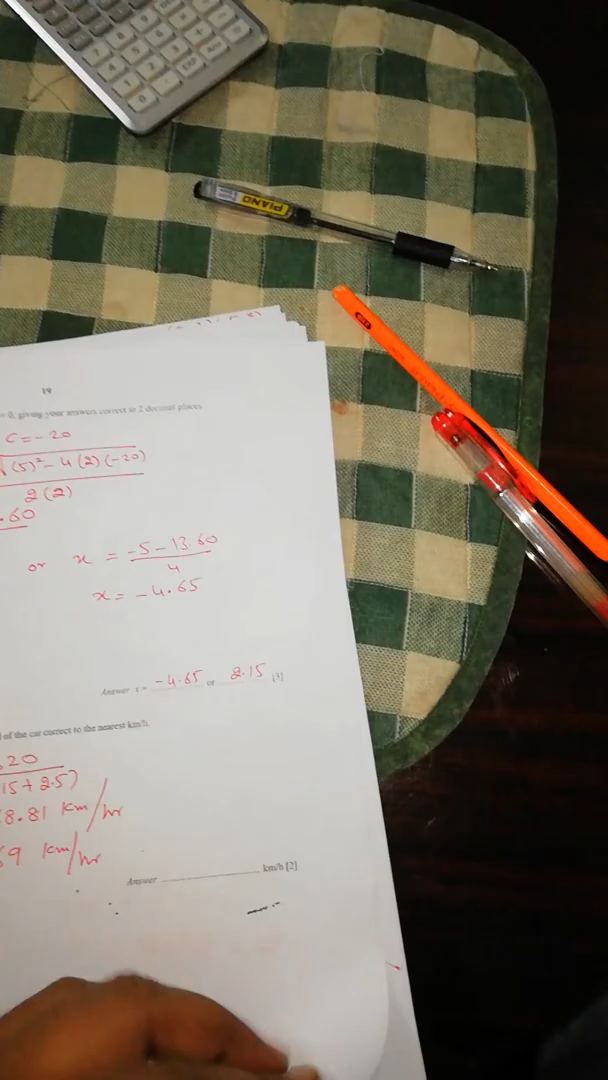 PIANO
19
= 0, giving your answers correct to 2 decimal places.
C = - 20
√(5)² - 4 (2) (-20)
2 (2)
.60
or x = -5 - 13.60
4
x = - 4.65
Answer x = -4.65 or 2.15 [3]
of the car correct to the nearest km/h.
20
15 + 2.5)
8.81 km/hr
9 km/hr
Answer km/h [2]